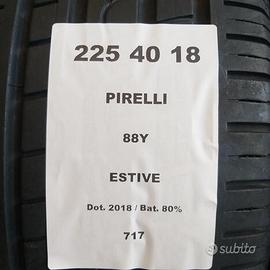 225 40 18
PIRELLI
88Y
ESTIVE
Dot. 2018 / Bat. 80%
717
subito